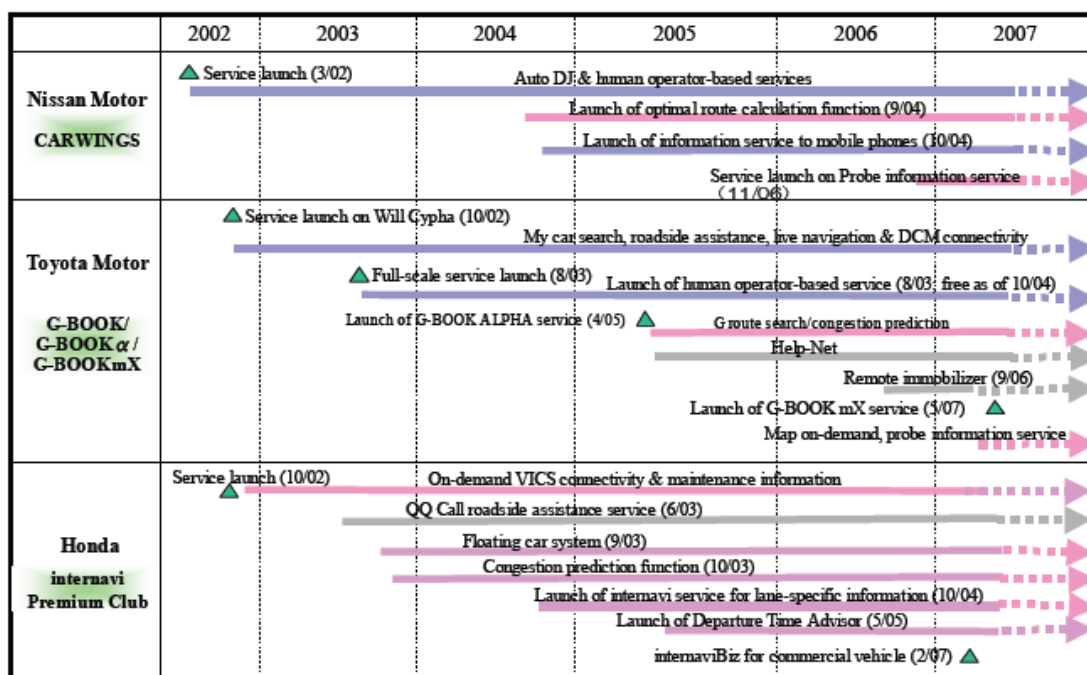 2002 2003 2004 2005 2006 2007
Nissan Motor
CARWINGS
Service launch (3/02)
Auto DJ & human operator-based services
Launch of optimal route calculation function (9/04)
Launch of information service to mobile phones (10/04)
Service launch on Probe information service
(11/06)
Toyota Motor
G-BOOK/
G-BOOKα/
G-BOOKmX
Service launch on Will Cypha (10/02)
My car search, roadside assistance, live navigation & DCM connectivity
Full-scale service launch (8/03)
Launch of human operator-based service (8/03; free as of 10/04)
Launch of G-BOOK ALPHA service (4/05)
G route search/congestion prediction
Help-Net
Remote immobilizer (9/06)
Launch of G-BOOK mX service (5/07)
Map on-demand, probe information service
Honda
internavi
Premium Club
Service launch (10/02)
On-demand VICS connectivity & maintenance information
QQ Call roadside assistance service (6/03)
Floating car system (9/03)
Congestion prediction function (10/03)
Launch of internavi service for lane-specific information (10/04)
Launch of Departure Time Advisor (5/05)
internaviBiz for commercial vehicle (2/07)